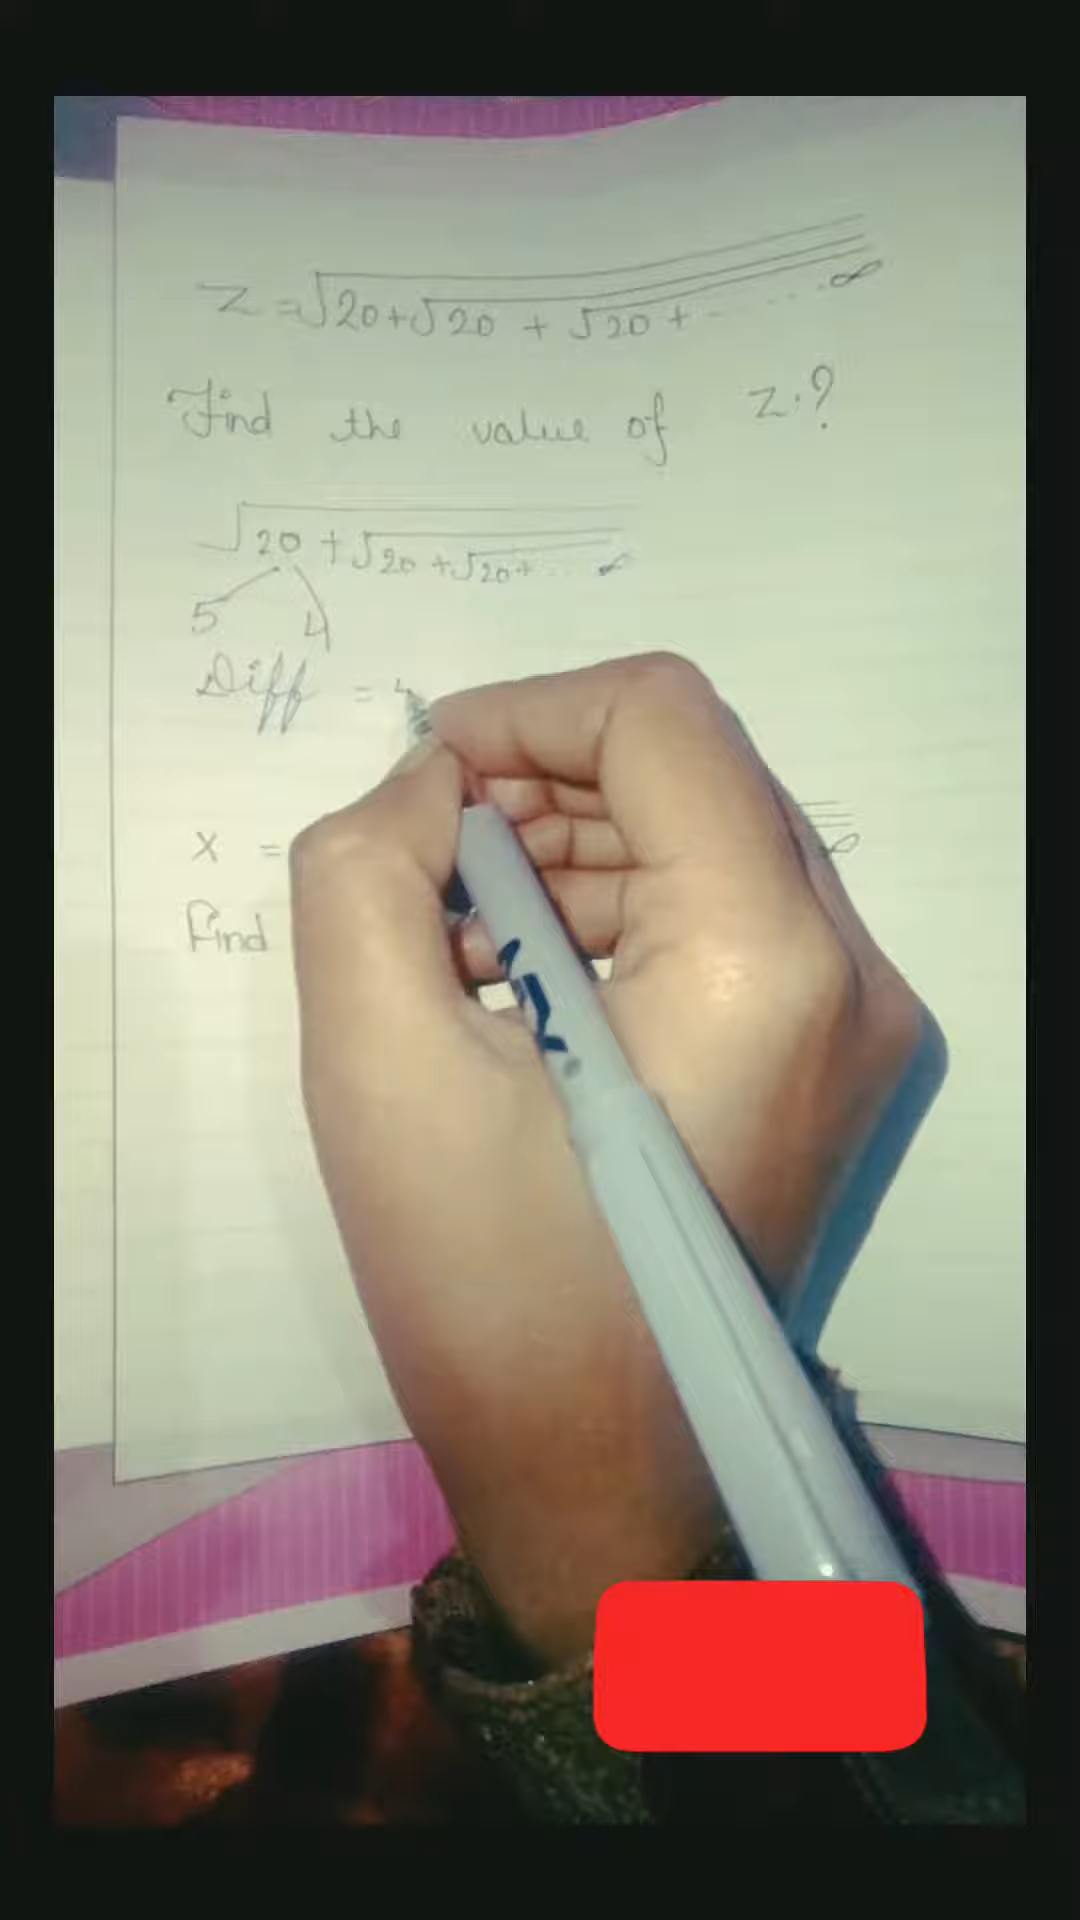 Z = √20+√20 + √20 + - ... ∞
Find the value of Z.?
√20 + √20 + √20+ ... ∞
5 4
Diff =
X =
∞
Find